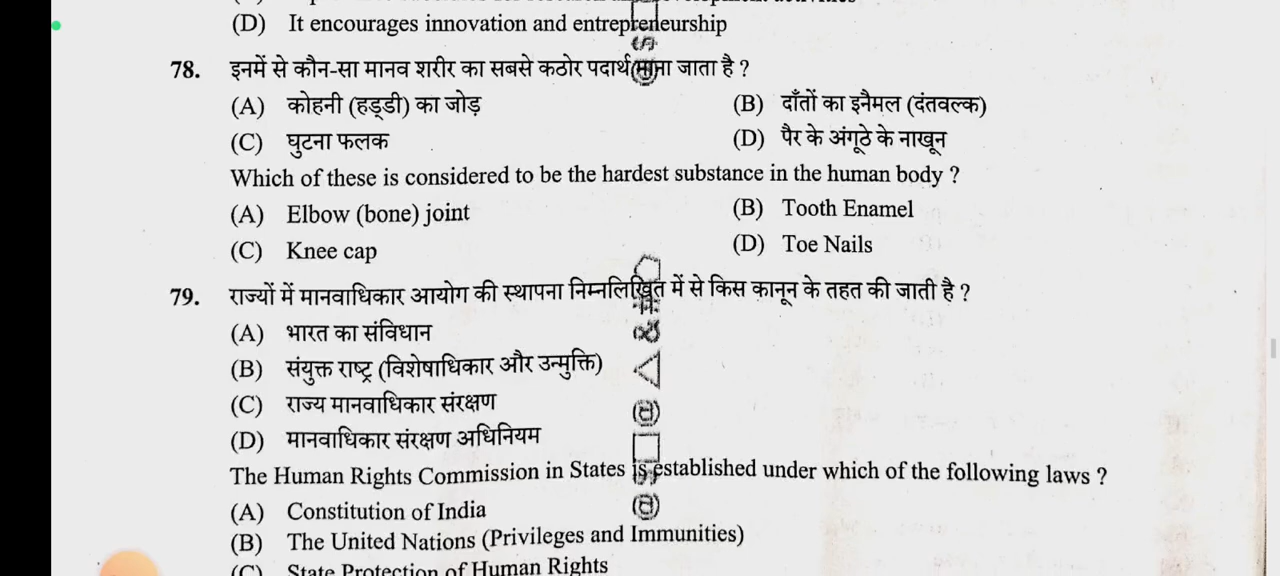 (D) It encourages innovation and entrepreneurship
78. इनमें से कौन-सा मानव शरीर का सबसे कठोर पदार्थ माना जाता है ?
(A) कोहनी (हड्डी) का जोड़
(B) दाँतों का इनैमल (दंतवल्क)
(C) घुटना फलक
(D) पैर के अंगूठे के नाखून
Which of these is considered to be the hardest substance in the human body ?
(A) Elbow (bone) joint
(B) Tooth Enamel
(C) Knee cap
(D) Toe Nails
79. राज्यों में मानवाधिकार आयोग की स्थापना निम्नलिखित में से किस क़ानून के तहत की जाती है ?
(A) भारत का संविधान
(B) संयुक्त राष्ट्र (विशेषाधिकार और उन्मुक्ति)
(C) राज्य मानवाधिकार संरक्षण
(D) मानवाधिकार संरक्षण अधिनियम
The Human Rights Commission in States is established under which of the following laws ?
(A) Constitution of India
(B) The United Nations (Privileges and Immunities)
(C) State Protection of Human Rights